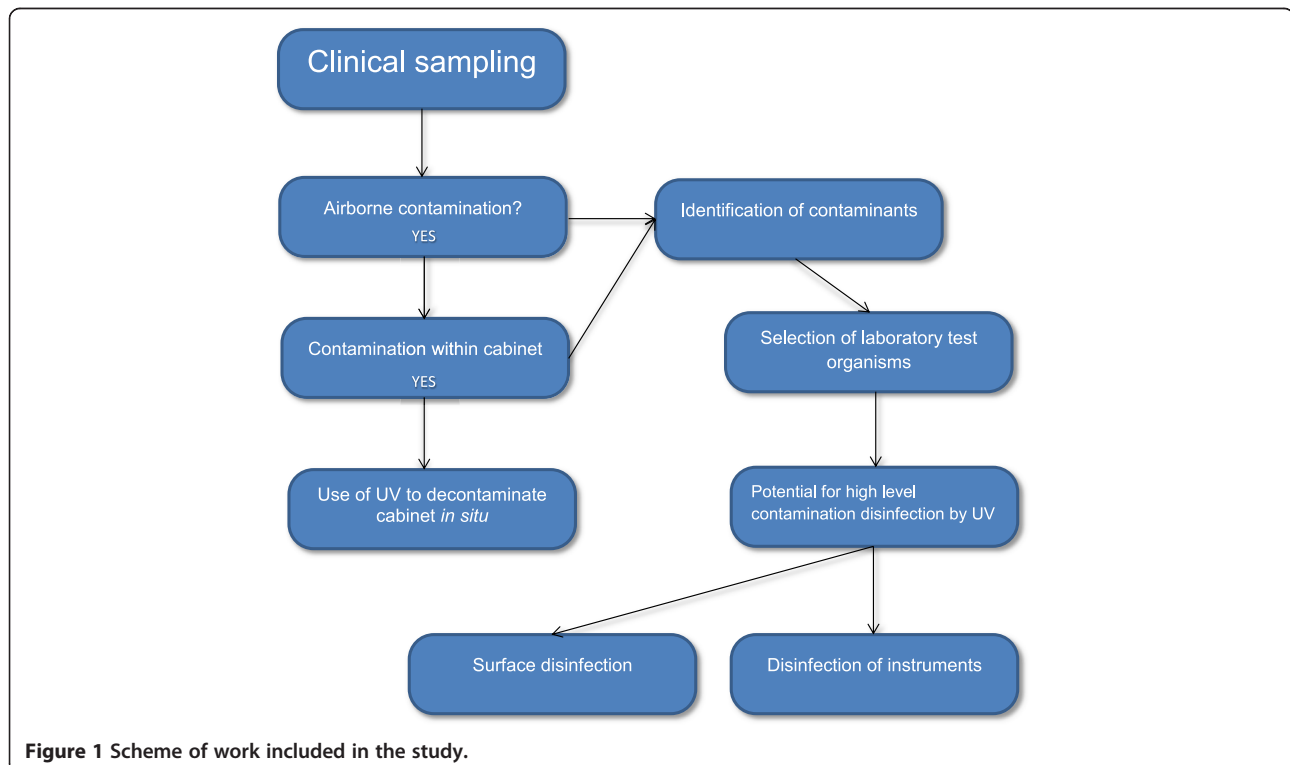 Clinical sampling
Airborne contamination?
YES
Identification of contaminants
Contamination within cabinet
YES
Selection of laboratory test
organisms
Use of UV to decontaminate
cabinet in situ
Potential for high level
contamination disinfection by UV
Surface disinfection
Disinfection of instruments
Figure 1 Scheme of work included in the study.